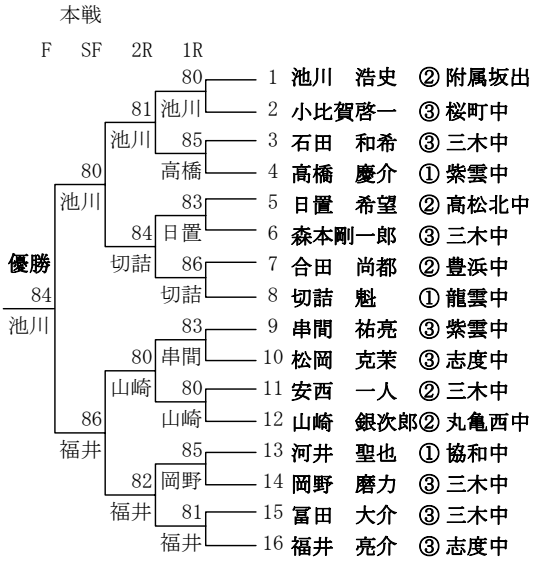 本戦
F SF 2R 1R
80
1 池川 浩史 ② 附属坂出
81 池川
2 小比賀啓一 ③ 桜町中
池川 85
3 石田 和希 ③ 三木中
80 高橋
4 高橋 慶介 ① 紫雲中
池川 83
5 日置 希望 ② 高松北中
84 日置
6 森本剛一郎 ③ 三木中
優勝 切詰 86
7 合田 尚都 ② 豊浜中
84 切詰
8 切詰 魁 ① 龍雲中
池川 83
9 串間 祐亮 ③ 紫雲中
80 串間
10 松岡 克茉 ③ 志度中
山崎 80
11 安西 一人 ② 三木中
86 山崎
12 山崎 銀次郎② 丸亀西中
福井 85
13 河井 聖也 ① 協和中
82 岡野
14 岡野 磨力 ③ 三木中
福井 81
15 冨田 大介 ③ 三木中
福井
16 福井 亮介 ③ 志度中